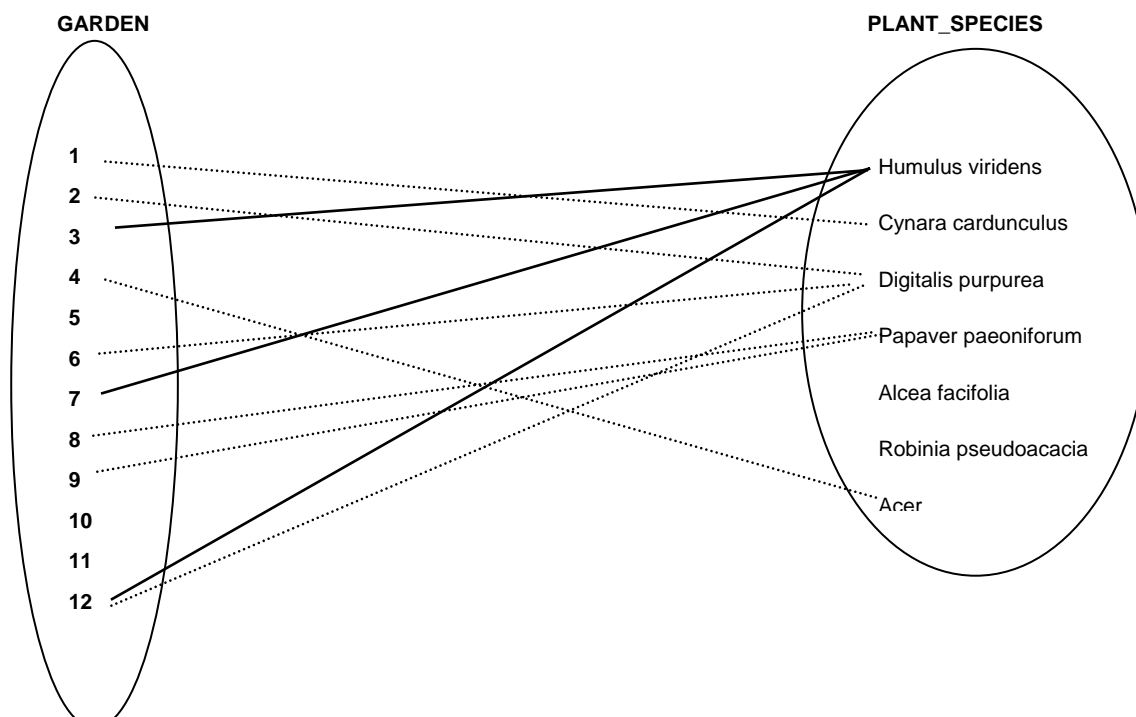 GARDEN
PLANT_SPECIES
1
2
3
4
5
6
7
8
9
10
11
12
Humulus viridens
Cynara cardunculus
Digitalis purpurea
Papaver paeoniforum
Alcea facifolia
Robinia pseudoacacia
Acer